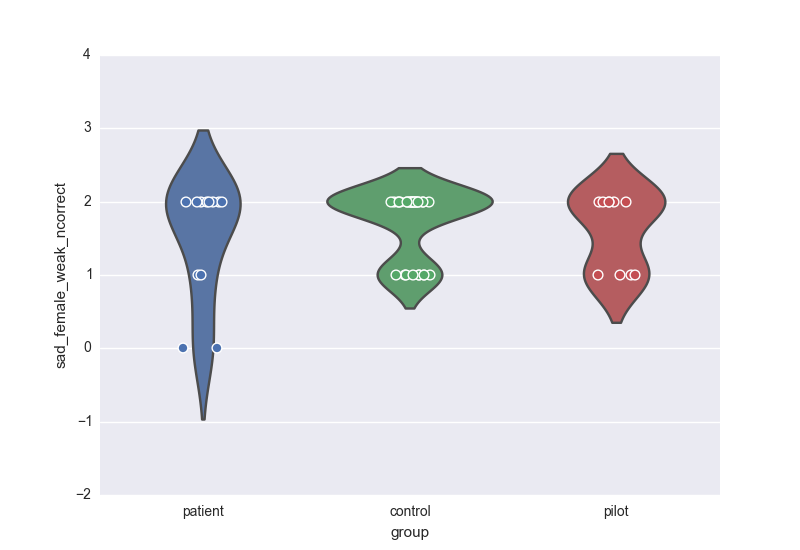 4
3
2
1
0
−1
−2
sad_female_weak_ncorrect
patient
control
pilot
group